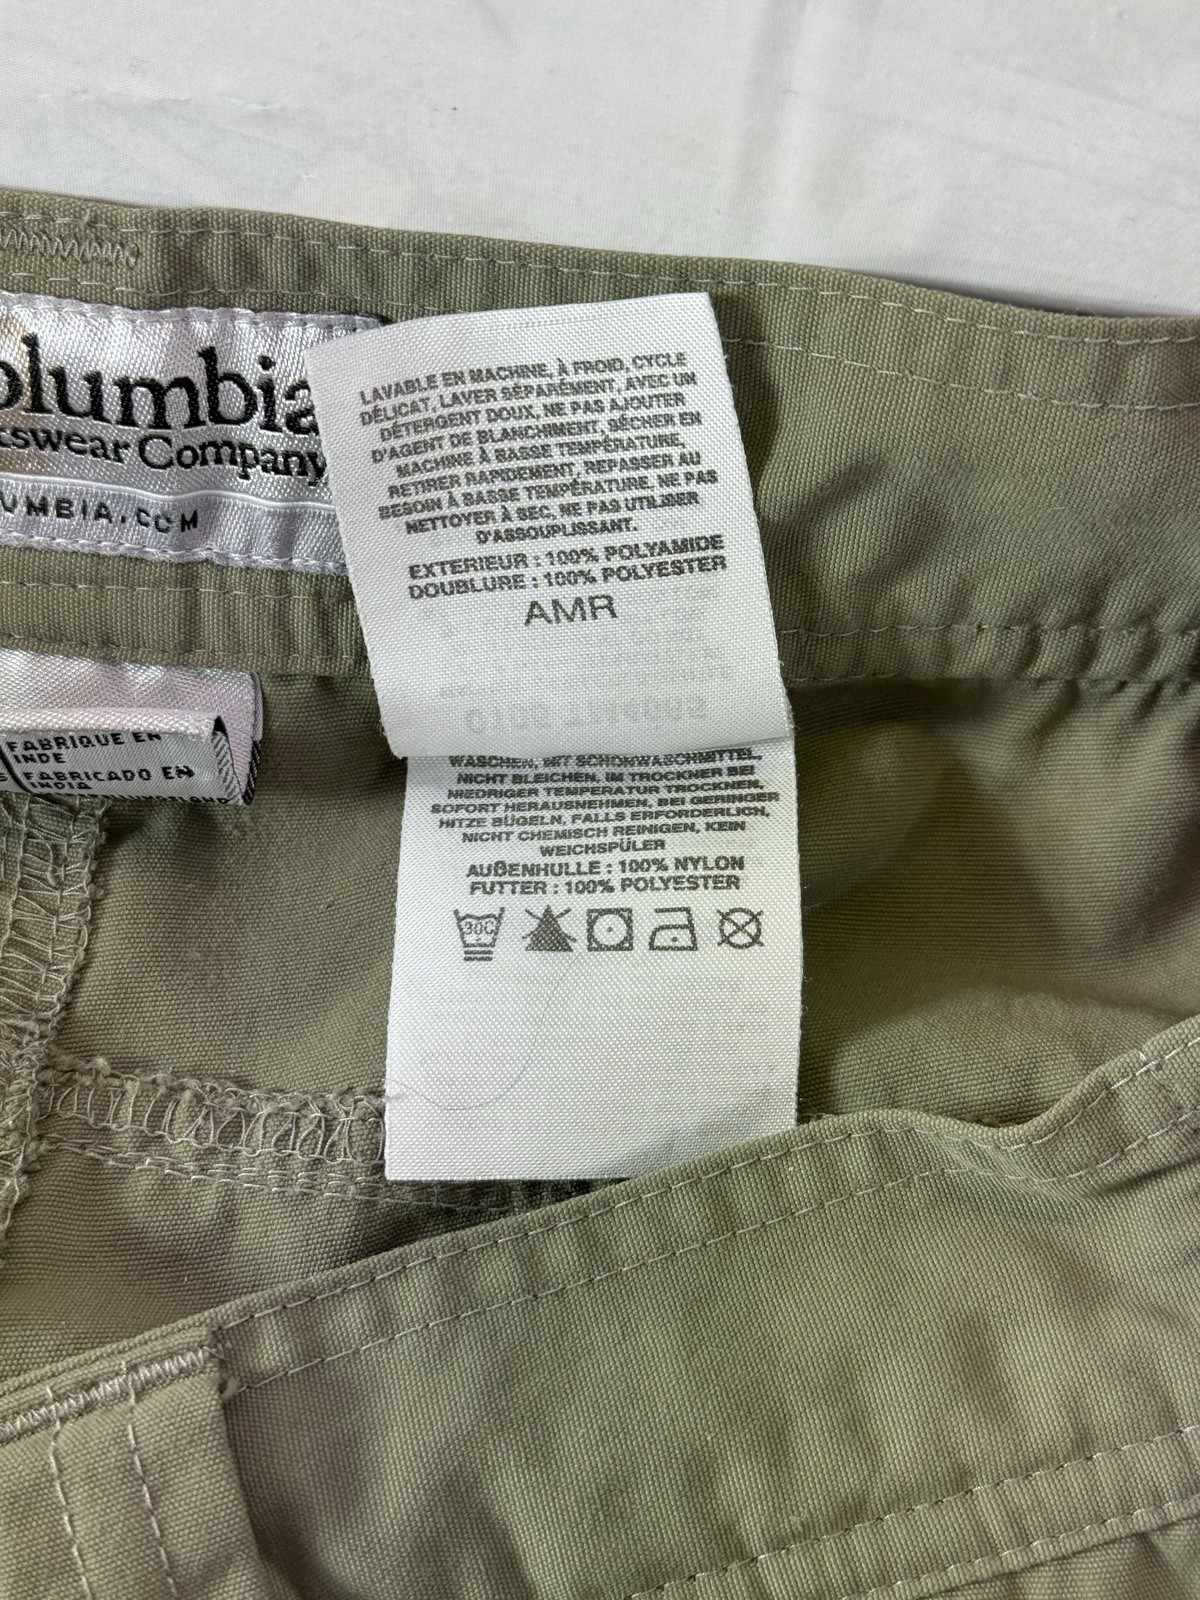 olumbia
tswear Company
UMBIA.COM
LAVABLE EN MACHINE, À FROID, CYCLE
DÉLICAT, LAVER SÉPARÉMENT, AVEC UN
DÉTERGENT DOUX, NE PAS AJOUTER
D'AGENT DE BLANCHIMENT, SÉCHER EN
MACHINE À BASSE TEMPÉRATURE,
RETIRER RAPIDEMENT, REPASSER AU
BESOIN À BASSE TEMPÉRATURE, NE PAS
NETTOYER À SEC, NE PAS UTILISER
D'ASSOUPLISSANT.
EXTERIEUR : 100% POLYAMIDE
DOUBLURE : 100% POLYESTER
AMR
FABRIQUE EN
INDE
FABRICADO EN
INDIA
WASCHEN, MIT SCHONWASCHMITTEL,
NICHT BLEICHEN, IM TROCKNER BEI
NIEDRIGER TEMPERATUR TROCKNEN,
SOFORT HERAUSNEHMEN, BEI GERINGER
HITZE BÜGELN, FALLS ERFORDERLICH,
NICHT CHEMISCH REINIGEN, KEIN
WEICHSPÜLER
AUßENHULLE : 100% NYLON
FUTTER : 100% POLYESTER
30C